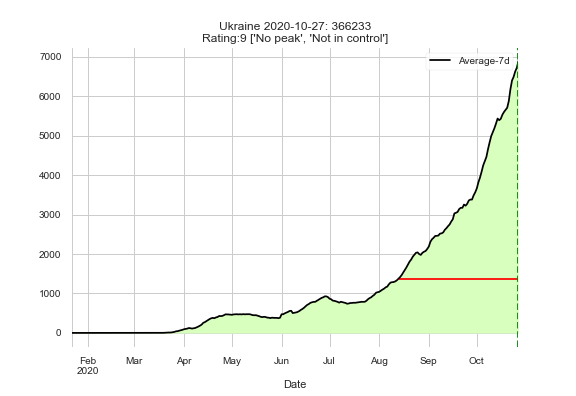 Ukraine 2020-10-27: 366233
Rating:9 ['No peak', 'Not in control']
Average-7d
7000
6000
5000
4000
3000
2000
1000
0
Feb Mar Apr May Jun Jul Aug Sep Oct
2020
Date